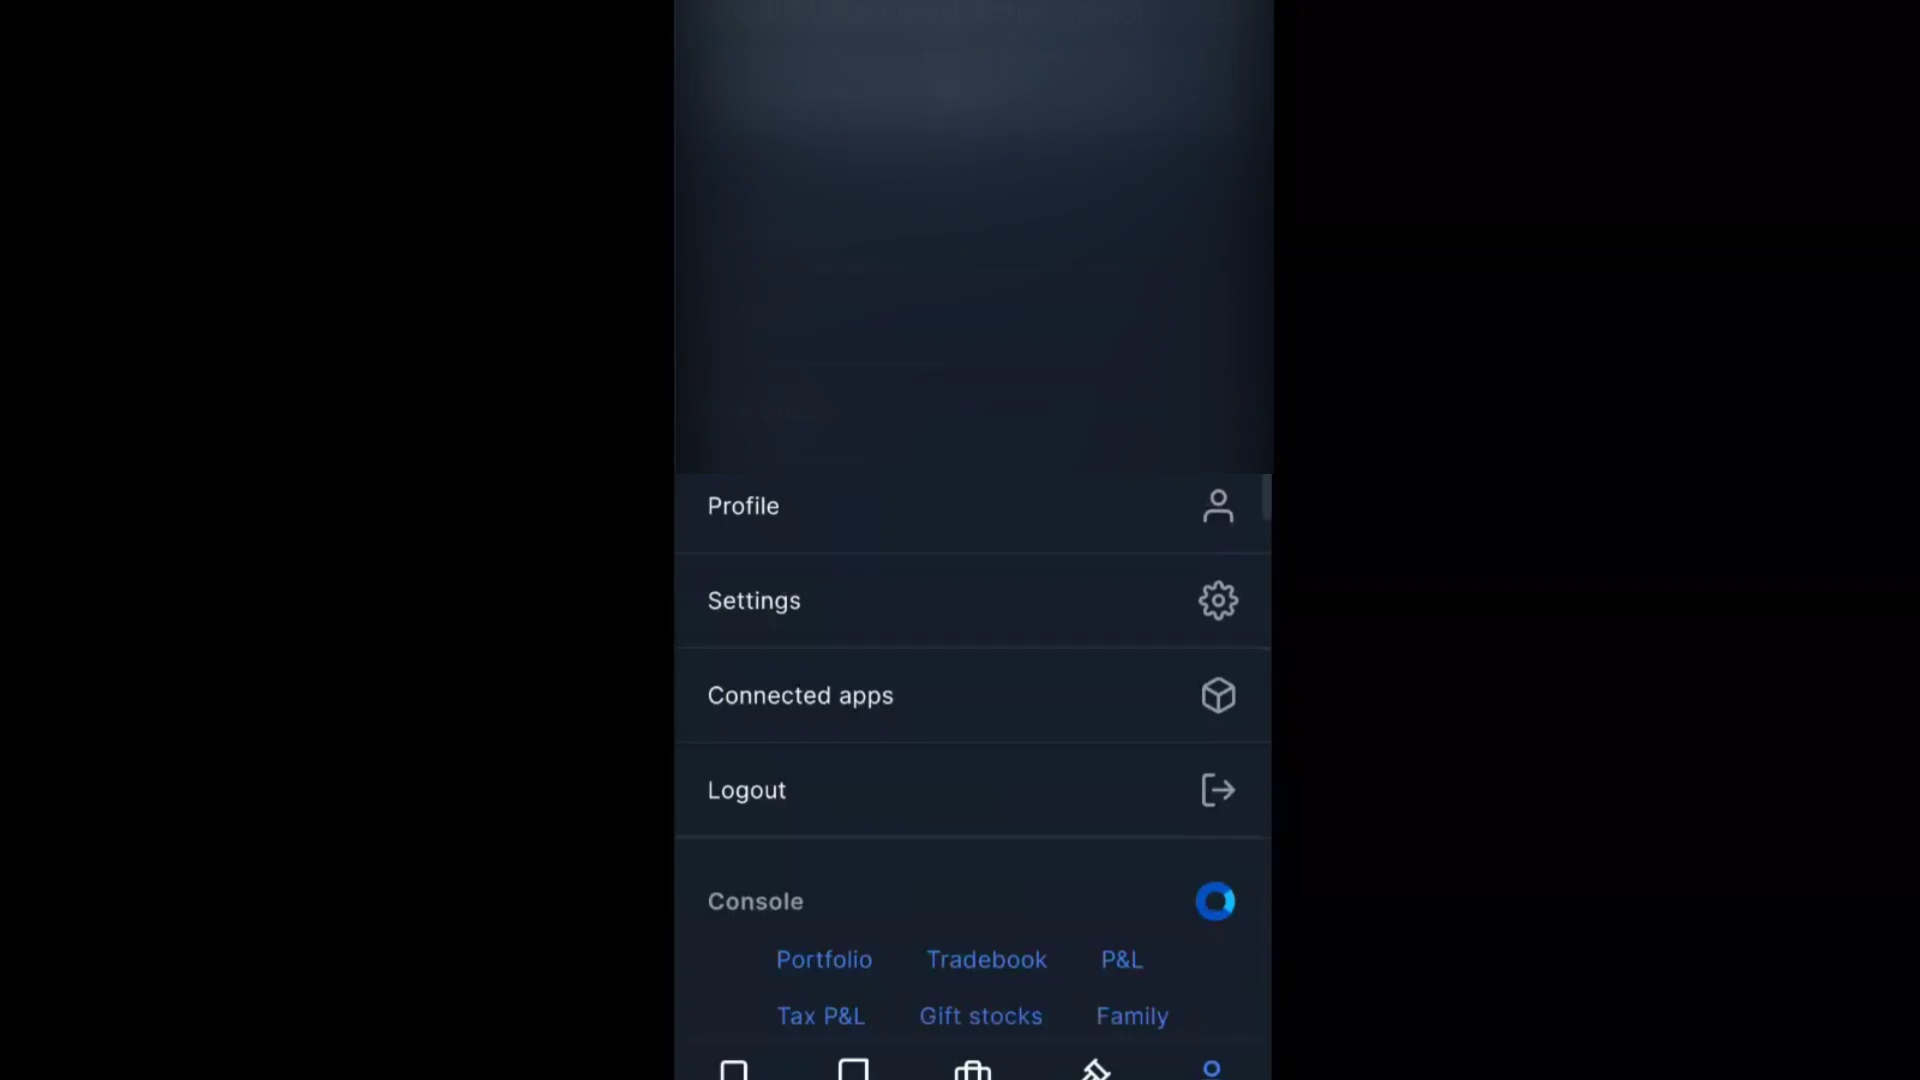 Profile
Settings
Connected apps
Logout
Console
Portfolio Tradebook P&L
Tax P&L Gift stocks Family